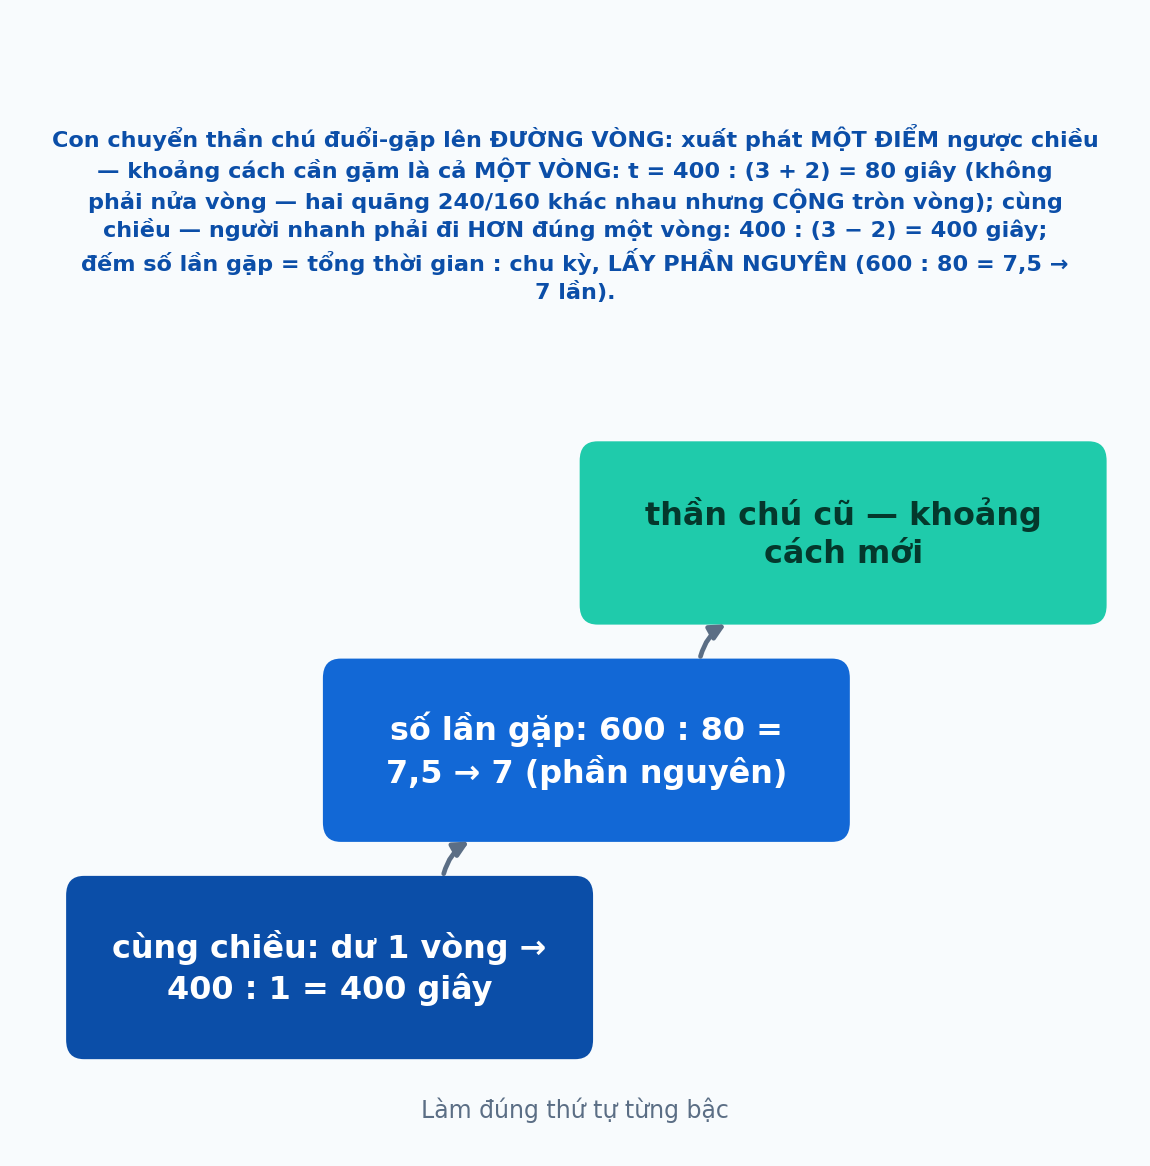 Con chuyển thần chú đuổi-gặp lên ĐƯỜNG VÒNG: xuất phát MỘT ĐIỂM ngược chiều
— khoảng cách cần gặm là cả MỘT VÒNG: t = 400 : (3 + 2) = 80 giây (không
phải nửa vòng — hai quãng 240/160 khác nhau nhưng CỘNG tròn vòng); cùng
chiều — người nhanh phải đi HƠN đúng một vòng: 400 : (3 − 2) = 400 giây;
đếm số lần gặp = tổng thời gian : chu kỳ, LẤY PHẦN NGUYÊN (600 : 80 = 7,5 →
7 lần).
thần chú cũ — khoảng
cách mới
số lần gặp: 600 : 80 =
7,5 → 7 (phần nguyên)
cùng chiều: dư 1 vòng →
400 : 1 = 400 giây
Làm đúng thứ tự từng bậc